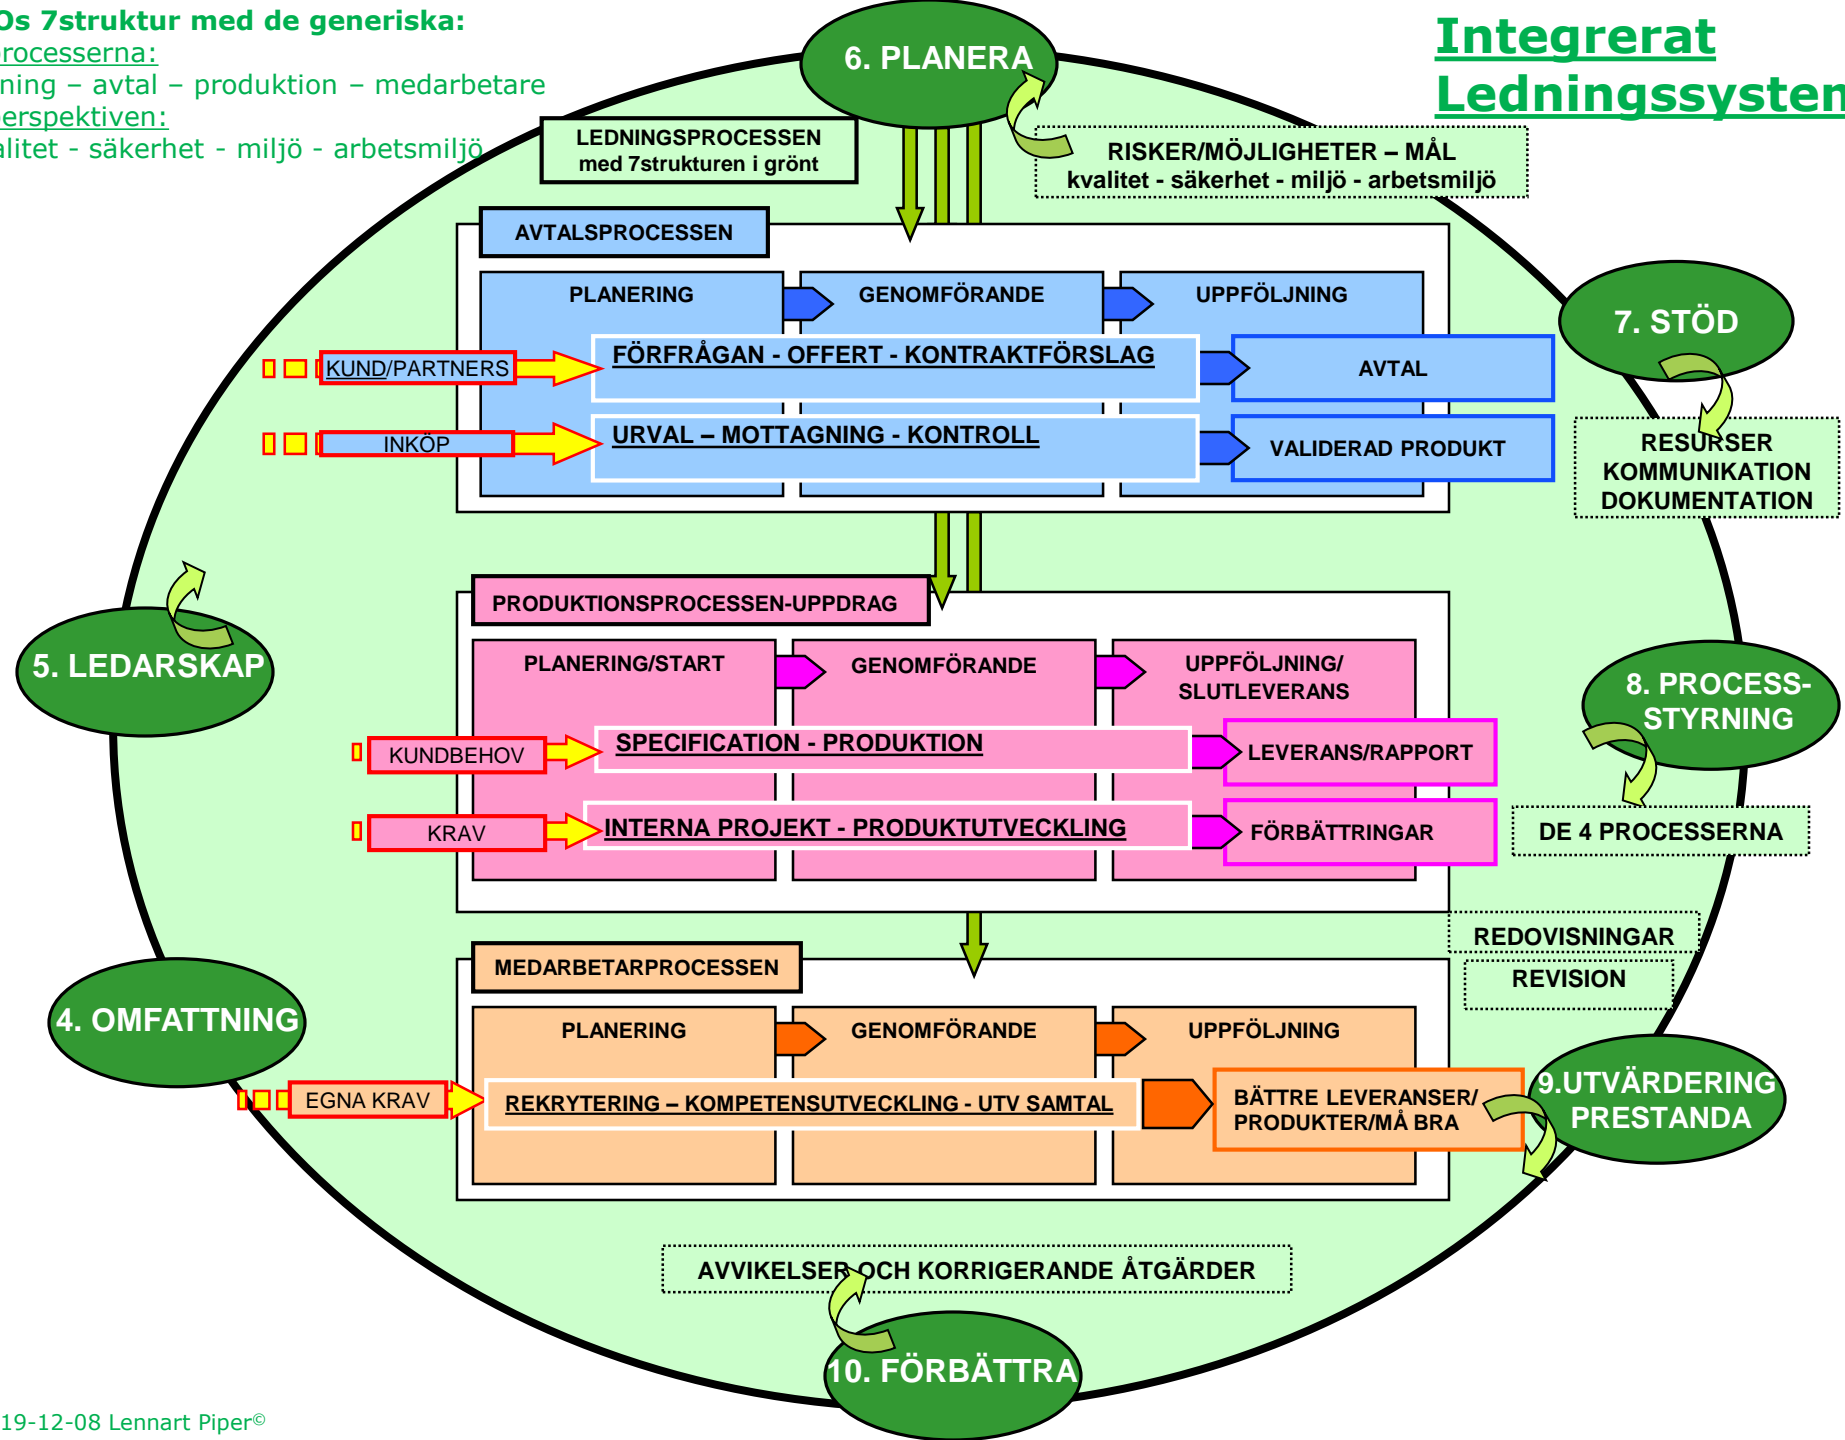 Os 7struktur med de generiska:
rocesserna:
ning – avtal – produktion – medarbetare
erspektiven:
alitet - säkerhet - miljö - arbetsmiljö
Integrerat
Ledningssystem
6. PLANERA
LEDNINGSPROCESSEN
med 7strukturen i grönt
RISKER/MÖJLIGHETER – MÅL
kvalitet - säkerhet - miljö - arbetsmiljö
AVTALSPROCESSEN
PLANERING
GENOMFÖRANDE
UPPFÖLJNING
KUND/PARTNERS
FÖRFRÅGAN - OFFERT - KONTRAKTFÖRSLAG
AVTAL
INKÖP
URVAL – MOTTAGNING - KONTROLL
VALIDERAD PRODUKT
7. STÖD
RESURSER
KOMMUNIKATION
DOKUMENTATION
PRODUKTIONSPROCESSEN-UPPDRAG
PLANERING/START
GENOMFÖRANDE
UPPFÖLJNING/
SLUTLEVERANS
KUNDBEHOV
SPECIFICATION - PRODUKTION
LEVERANS/RAPPORT
KRAV
INTERNA PROJEKT - PRODUKTUTVECKLING
FÖRBÄTTRINGAR
5. LEDARSKAP
8. PROCESS-
STYRNING
DE 4 PROCESSERNA
REDOVISNINGAR
REVISION
MEDARBETARPROCESSEN
PLANERING
GENOMFÖRANDE
UPPFÖLJNING
4. OMFATTNING
EGNA KRAV
REKRYTERING – KOMPETENSUTVECKLING - UTV SAMTAL
BÄTTRE LEVERANSER/
PRODUKTER/MÅ BRA
9.UTVÄRDERING
PRESTANDA
AVVIKELSER OCH KORRIGERANDE ÅTGÄRDER
10. FÖRBÄTTRA
19-12-08 Lennart Piper©